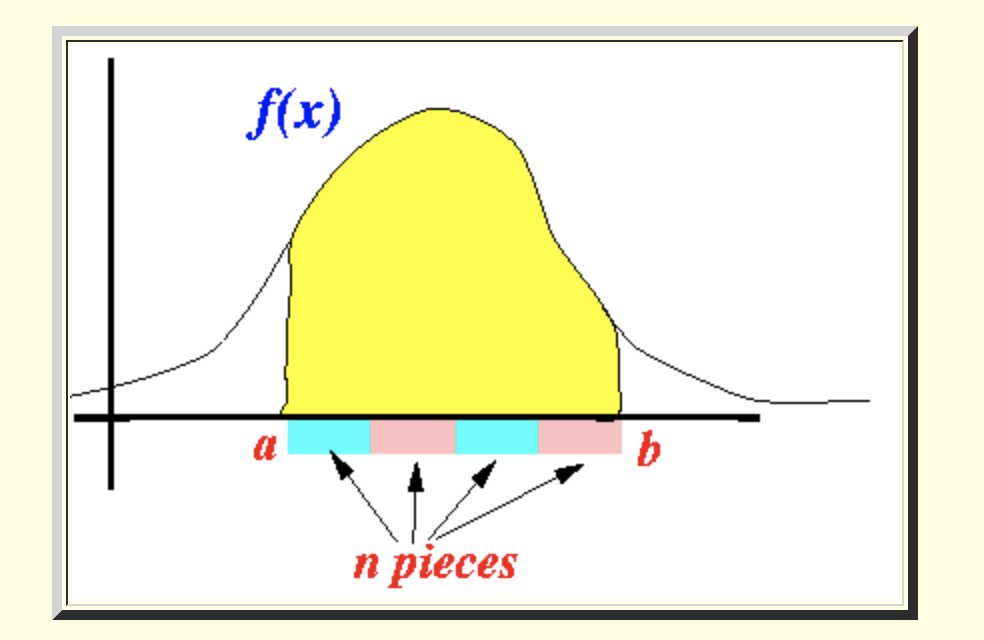 f(x)
a
b
n pieces